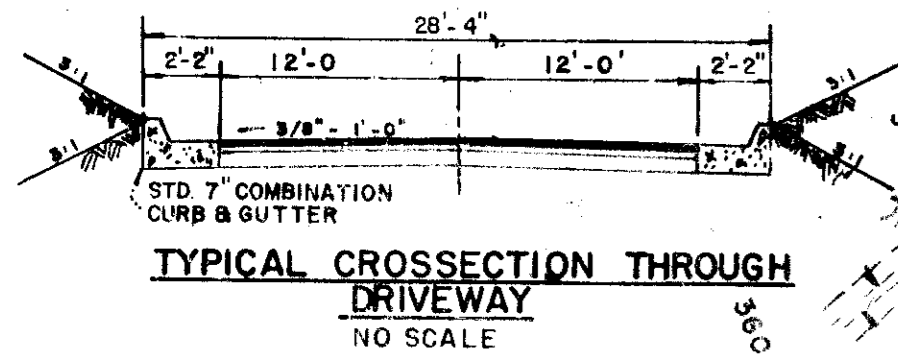 28'-4"
2'-2" 12'-0 12'-0' 2'-2"
3:1 3:1
3/8" - 1'-0"
3:1 3:1
STD. 7" COMBINATION
CURB & GUTTER
TYPICAL CROSSECTION THROUGH
DRIVEWAY
NO SCALE
360